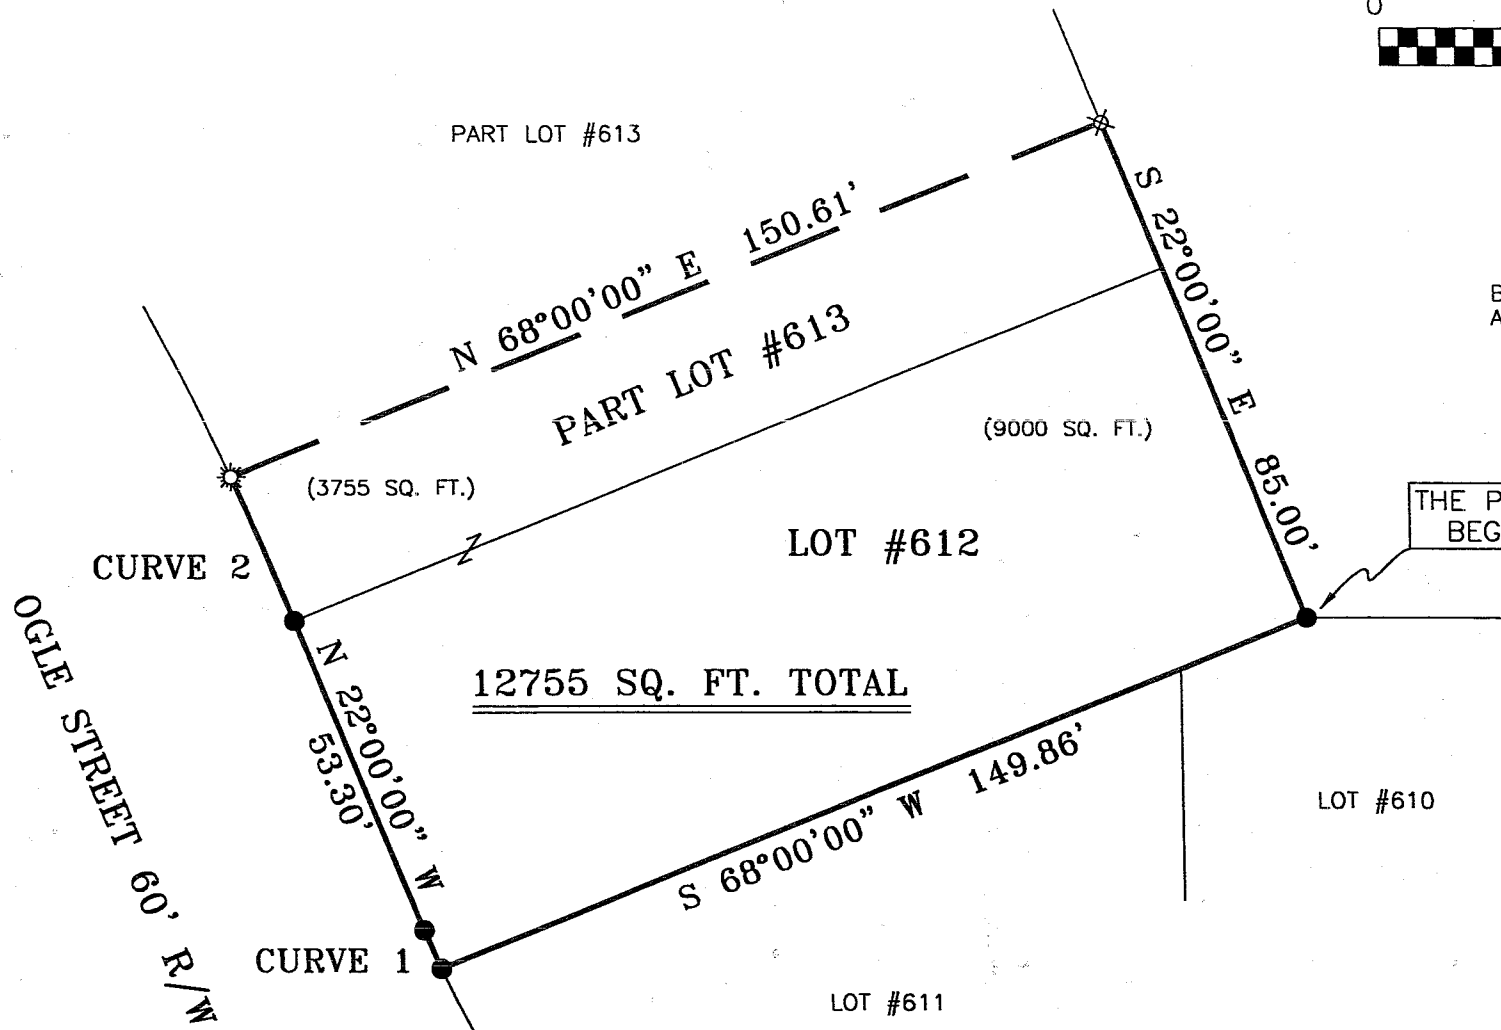 0
PART LOT #613
N 68°00'00" E 150.61'
S 22°00'00" E 85.00'
PART LOT #613
(9000 SQ. FT.)
(3755 SQ. FT.)
THE P
BEG
LOT #612
CURVE 2
OGLE STREET 60' R/W
N 22°00'00" W
53.30'
12755 SQ. FT. TOTAL
S 68°00'00" W 149.86'
LOT #610
CURVE 1
LOT #611